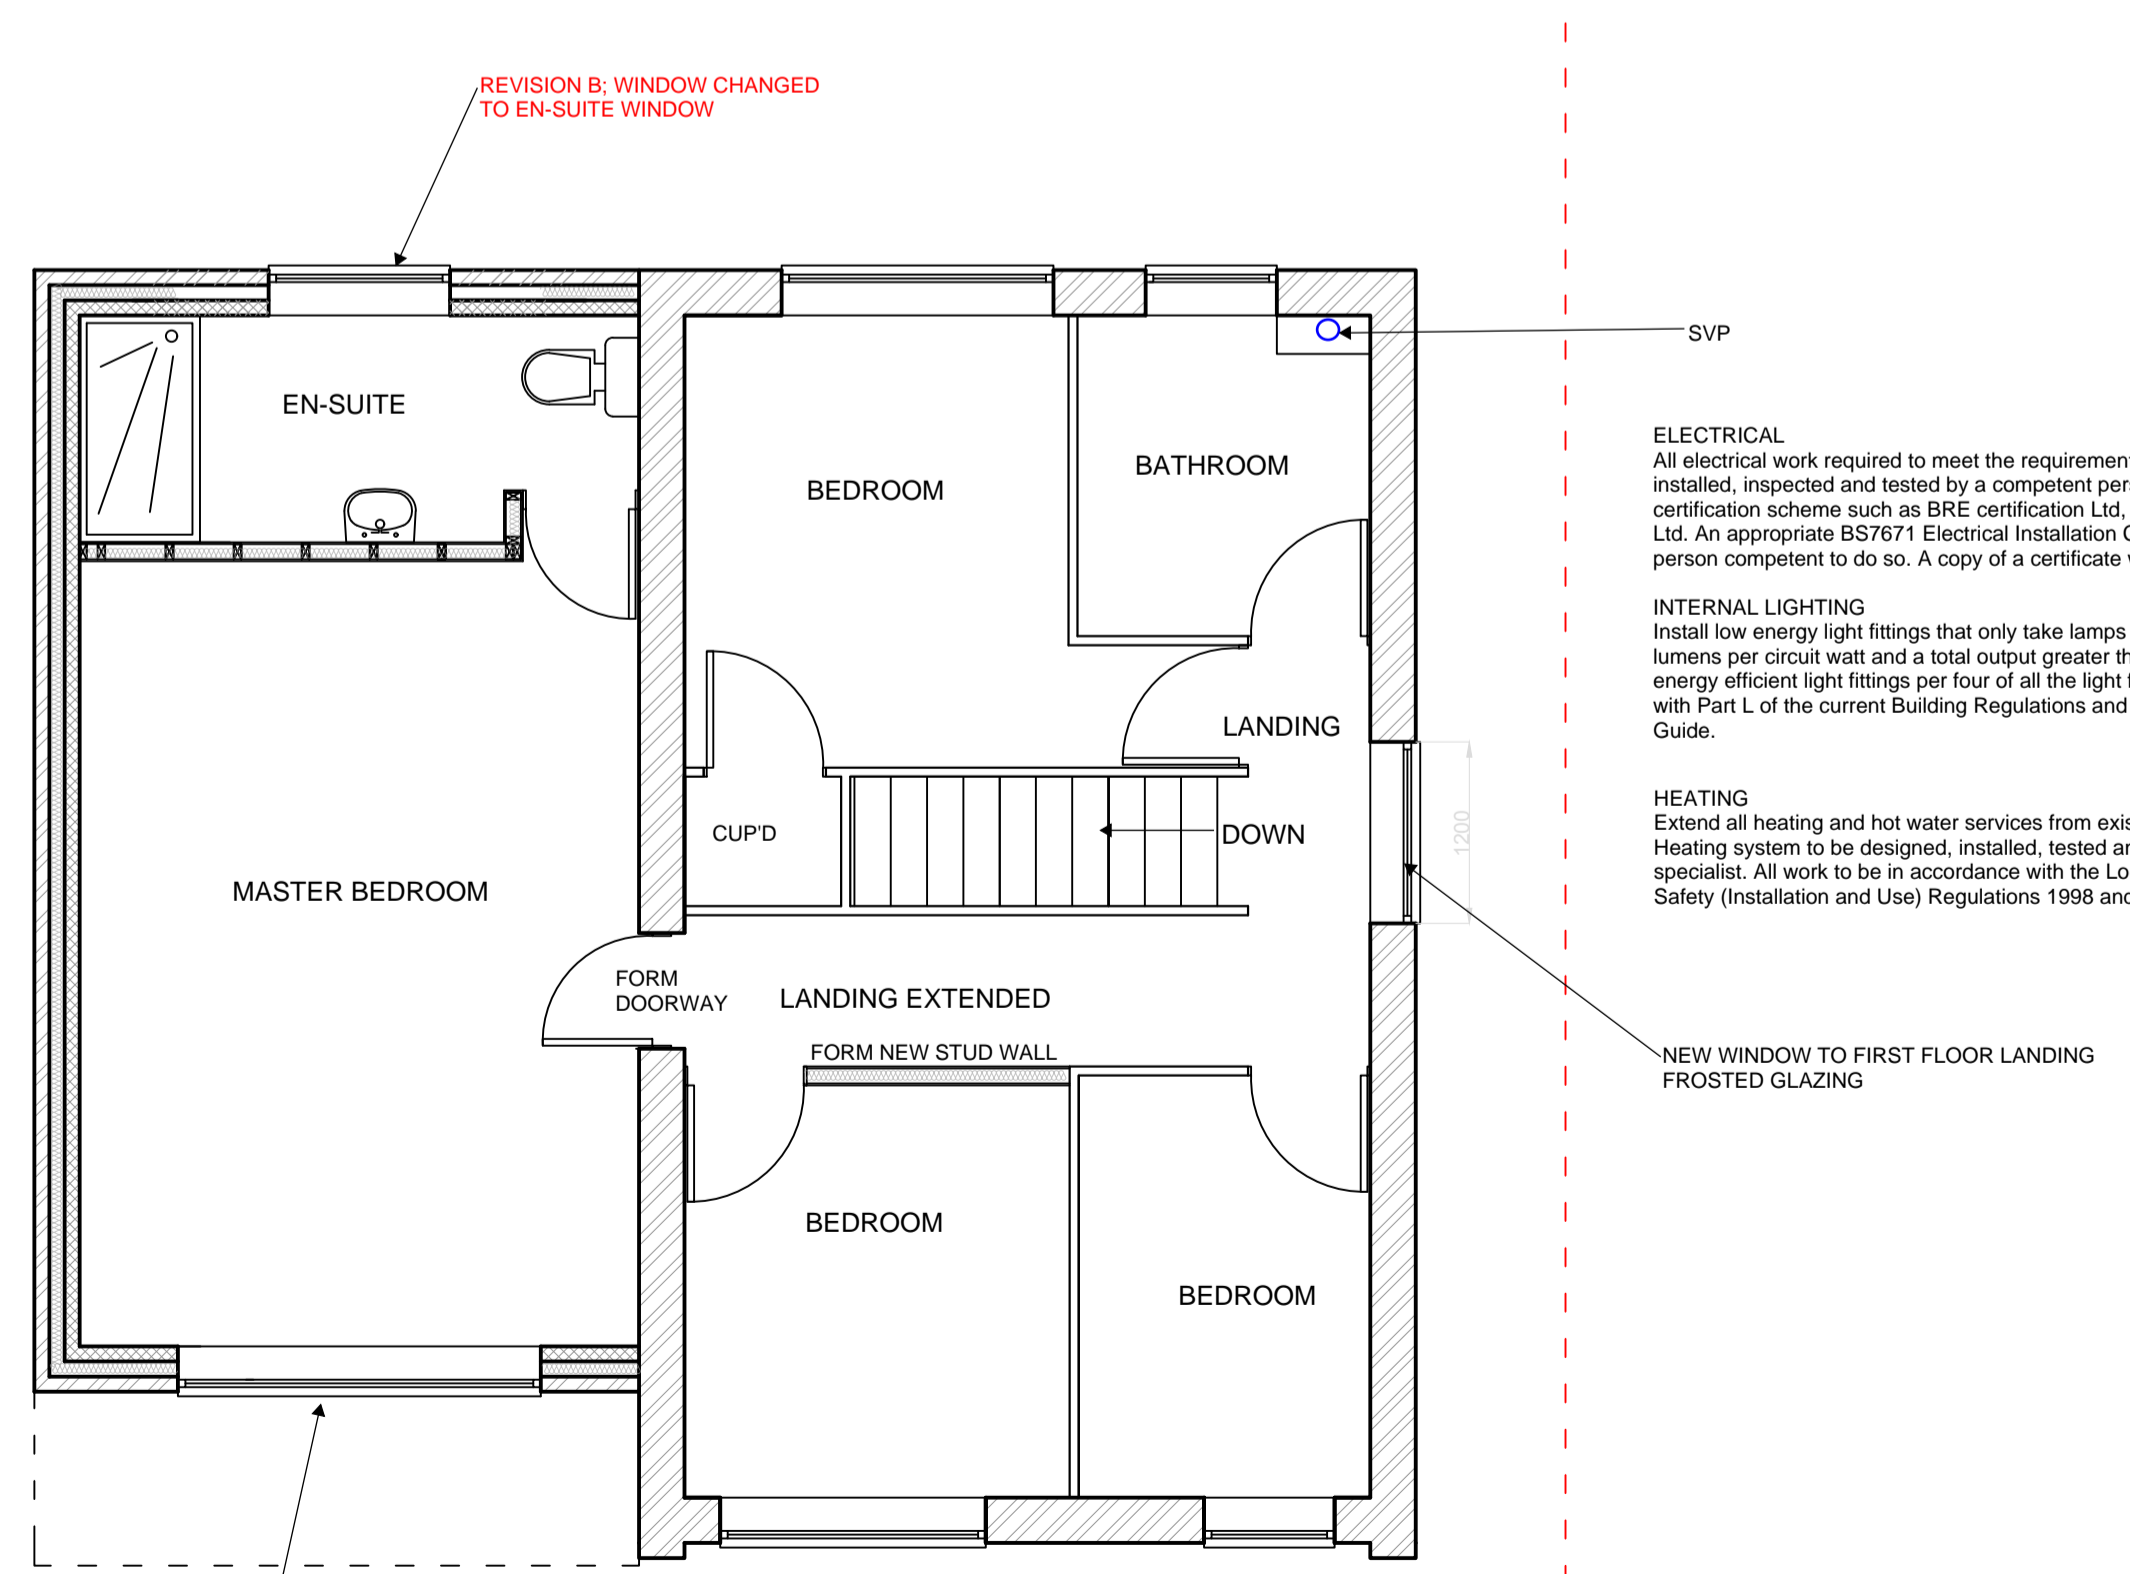 REVISION B; WINDOW CHANGED
TO EN-SUITE WINDOW
SVP
EN-SUITE
BEDROOM
BATHROOM
ELECTRICAL
All electrical work required to meet the
installed, inspected and tested by a competent
certification scheme such as BRE certification Ltd,
Ltd. An appropriate BS7671 Electrical Installation
person competent to do so. A copy of a certificate
INTERNAL LIGHTING
Install low energy light fittings that only take lamps
lumens per circuit watt and a total output greater
energy efficient light fittings per four of all the light
with Part L of the current Building Regulations and
Guide.
LANDING
HEATING
Extend all heating and hot water services from
Heating system to be designed, installed, tested
specialist. All work to be in accordance with the
Safety (Installation and Use) Regulations 1998
CUP'D
DOWN
1200
MASTER BEDROOM
FORM
DOORWAY
LANDING EXTENDED
FORM NEW STUD WALL
NEW WINDOW TO FIRST FLOOR LANDING
FROSTED GLAZING
BEDROOM
BEDROOM